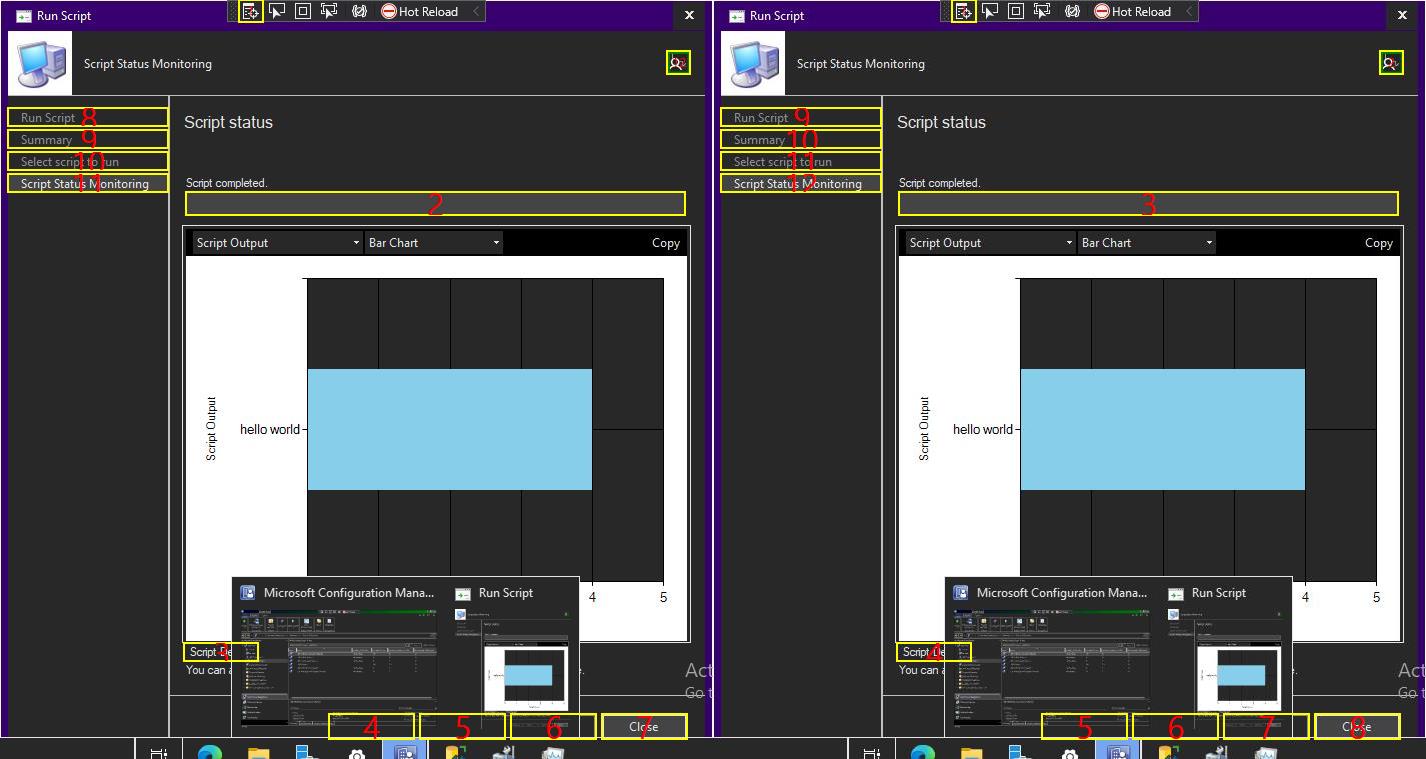 Run Script
Hot Reload
Script Status Monitoring
Run Script 8
Summary 9
Select script to run 10
Script Status Monitoring 11
Script status
Script completed.
2
Script Output
Bar Chart
Copy
Script Output
hello world
4
5
Microsoft Configuration Mana...
Run Script
Script
You can a
Act
Go t
4
5
6
Close 7
Run Script
Hot Reload
Script Status Monitoring
Run Script 9
Summary 10
Select script to run 11
Script Status Monitoring 12
Script status
Script completed.
3
Script Output
Bar Chart
Copy
Script Output
hello world
4
5
Microsoft Configuration Mana...
Run Script
Script 4
You can a
Act
Go t
5
6
7
Close 8